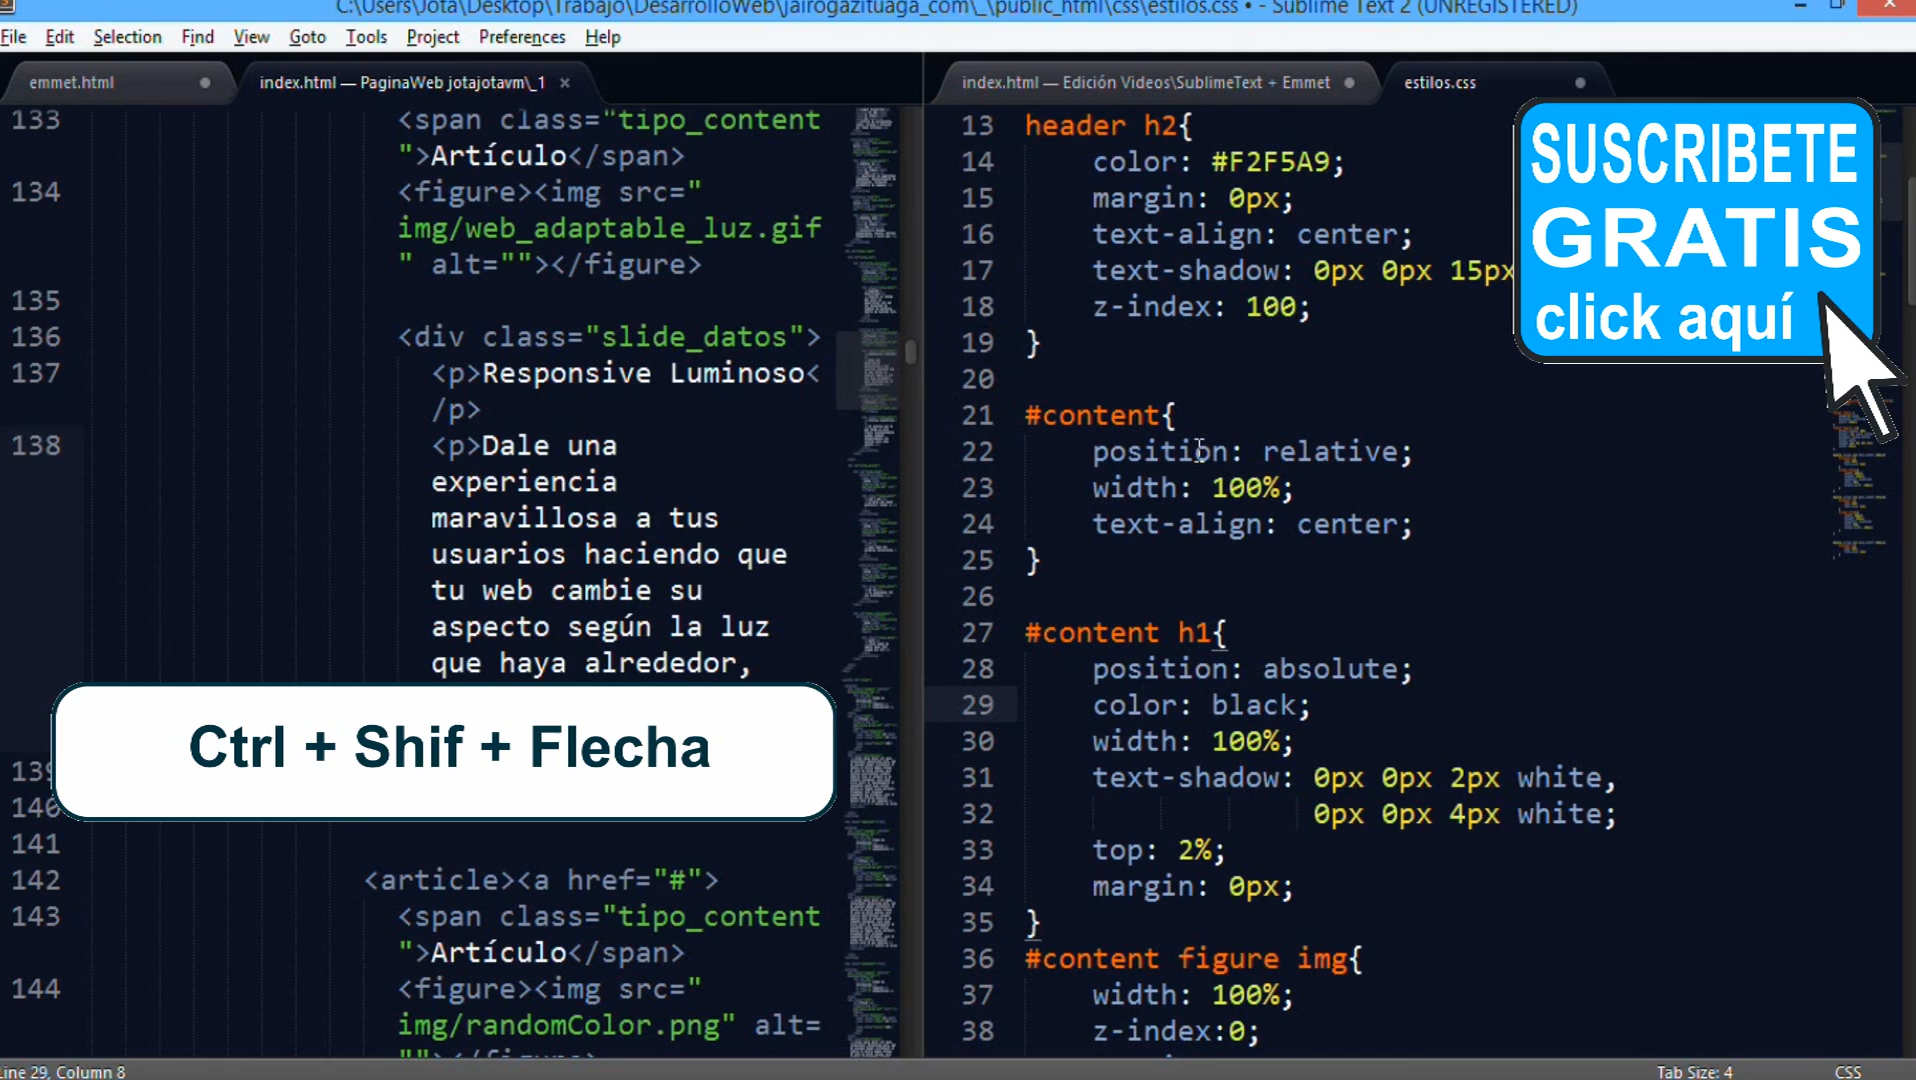 C:\Users\Jota\Desktop\Trabajo\DesarrolloWeb\jairogazituaga_com\_\public_html\css\estilos.css • - Sublime Text 2 (UNREGISTERED)
File Edit Selection Find View Goto Tools Project Preferences Help
emmet.html
index.html — PaginaWeb jotajotavm\_1 ×
133 <span class="tipo_content
">Artículo</span>
134 <figure><img src="
img/web_adaptable_luz.gif
" alt=""></figure>
135
136 <div class="slide_datos">
137 <p>Responsive Luminoso<
/p>
138 <p>Dale una
experiencia
maravillosa a tus
usuarios haciendo que
tu web cambie su
aspecto según la luz
que haya alrededor,
Ctrl + Shif + Flecha
139
140
141
142 <article><a href="#">
143 <span class="tipo_content
">Artículo</span>
144 <figure><img src="
img/randomColor.png" alt=
""></figure>
index.html — Edición Videos\SublimeText + Emmet
estilos.css
13 header h2{
14 color: #F2F5A9;
15 margin: 0px;
16 text-align: center;
17 text-shadow: 0px 0px 15px
18 z-index: 100;
19 }
20
21 #content{
22 position: relative;
23 width: 100%;
24 text-align: center;
25 }
26
27 #content h1{
28 position: absolute;
29 color: black;
30 width: 100%;
31 text-shadow: 0px 0px 2px white,
32 0px 0px 4px white;
33 top: 2%;
34 margin: 0px;
35 }
36 #content figure img{
37 width: 100%;
38 z-index:0;
SUSCRIBETE
GRATIS
click aquí
Line 29, Column 8
Tab Size: 4
CSS